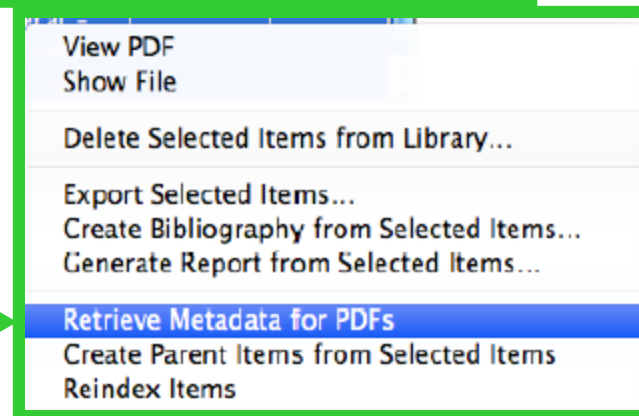 View PDF
Show File
Delete Selected Items from Library...
Export Selected Items...
Create Bibliography from Selected Items...
Generate Report from Selected Items...
Retrieve Metadata for PDFs
Create Parent Items from Selected Items
Reindex Items